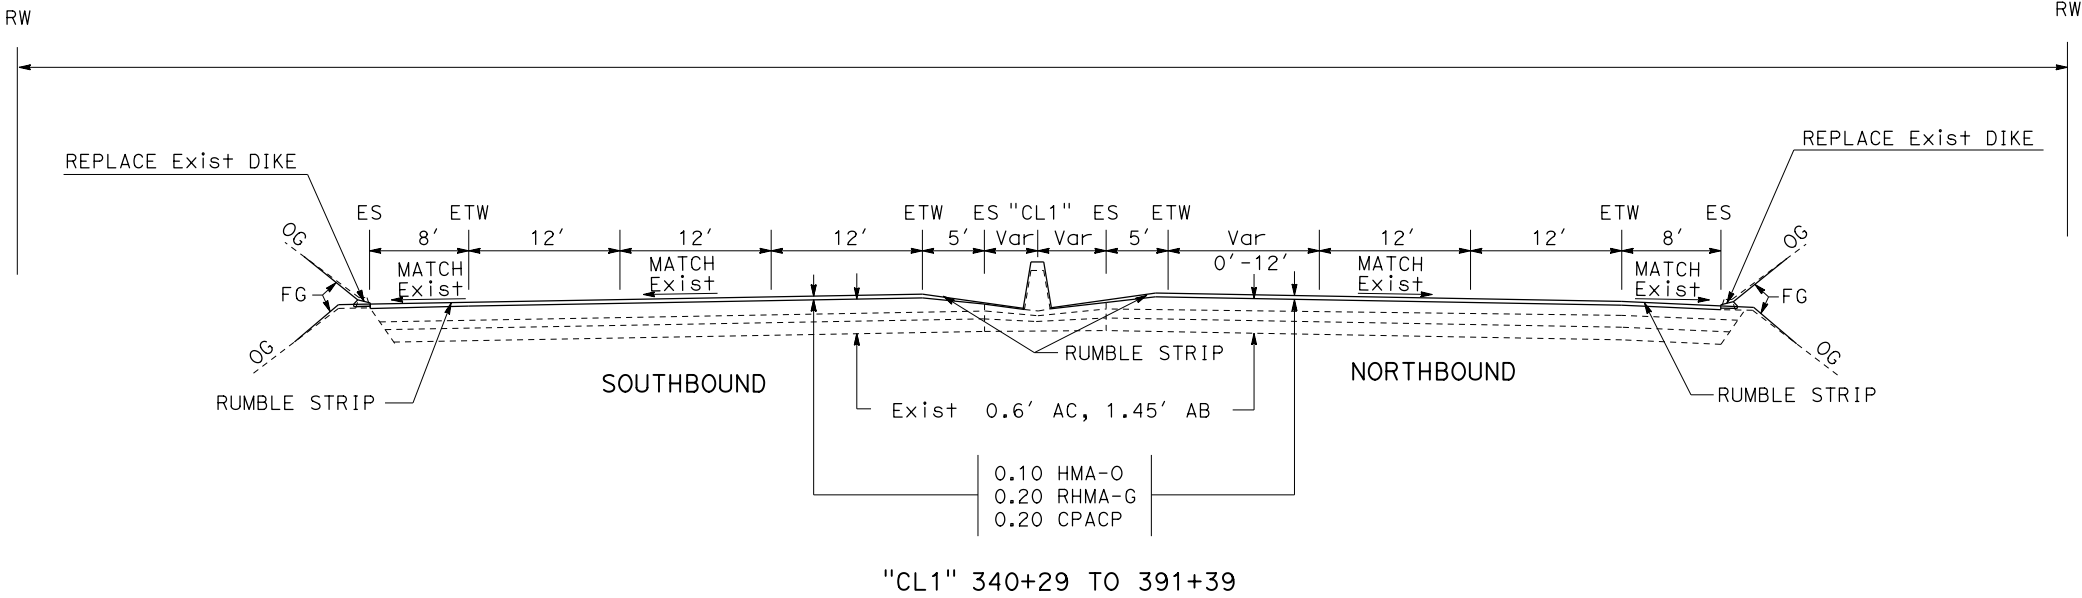 RW
RW
REPLACE Exist DIKE
REPLACE Exist DIKE
ES
ETW
ETW
ES
"CL1"
ES
ETW
ETW
ES
OG
8'
12'
12'
12'
5'
Var
Var
5'
Var
0'-12'
12'
12'
8'
OG
MATCH
Exist
MATCH
Exist
MATCH
Exist
MATCH
Exist
FG
FG
OG
OG
RUMBLE STRIP
SOUTHBOUND
NORTHBOUND
RUMBLE STRIP
RUMBLE STRIP
Exist 0.6' AC, 1.45' AB
0.10 HMA-O
0.20 RHMA-G
0.20 CPACP
"CL1" 340+29 TO 391+39